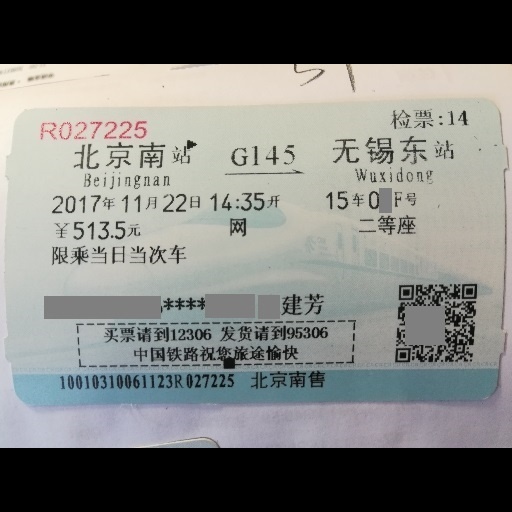 检票:14
R027225
北京南站 G145 无锡东站
Beijingnan Wuxidong
2017年11月22日 14:35开 15车0 F号
￥513.5元 网 二等座
限乘当日当次车
**** 建芳
买票请到12306 发货请到95306
中国铁路祝您旅途愉快
10010310061123R027225 北京南售